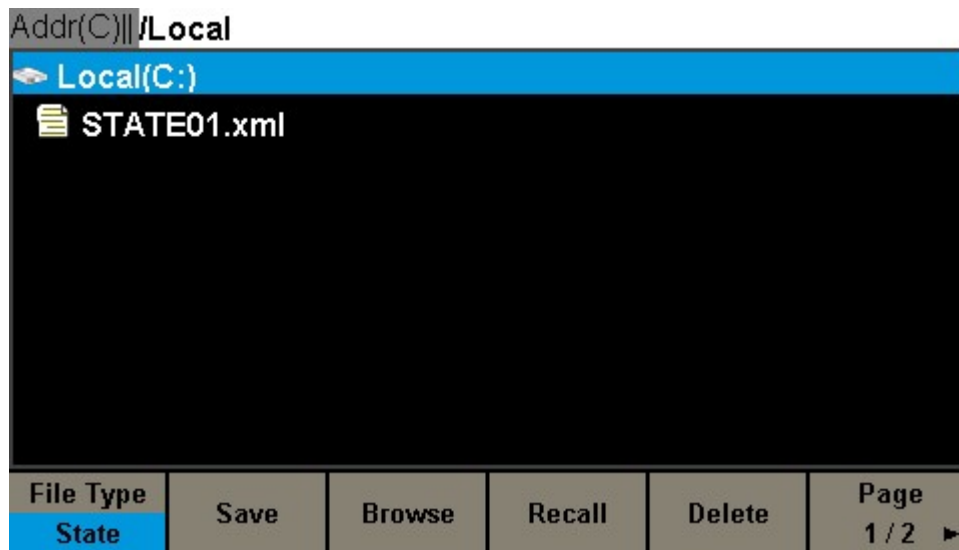 Addr(C)|| /Local
Local(C:)
STATE01.xml
File Type
State
Save
Browse
Recall
Delete
Page
1 / 2